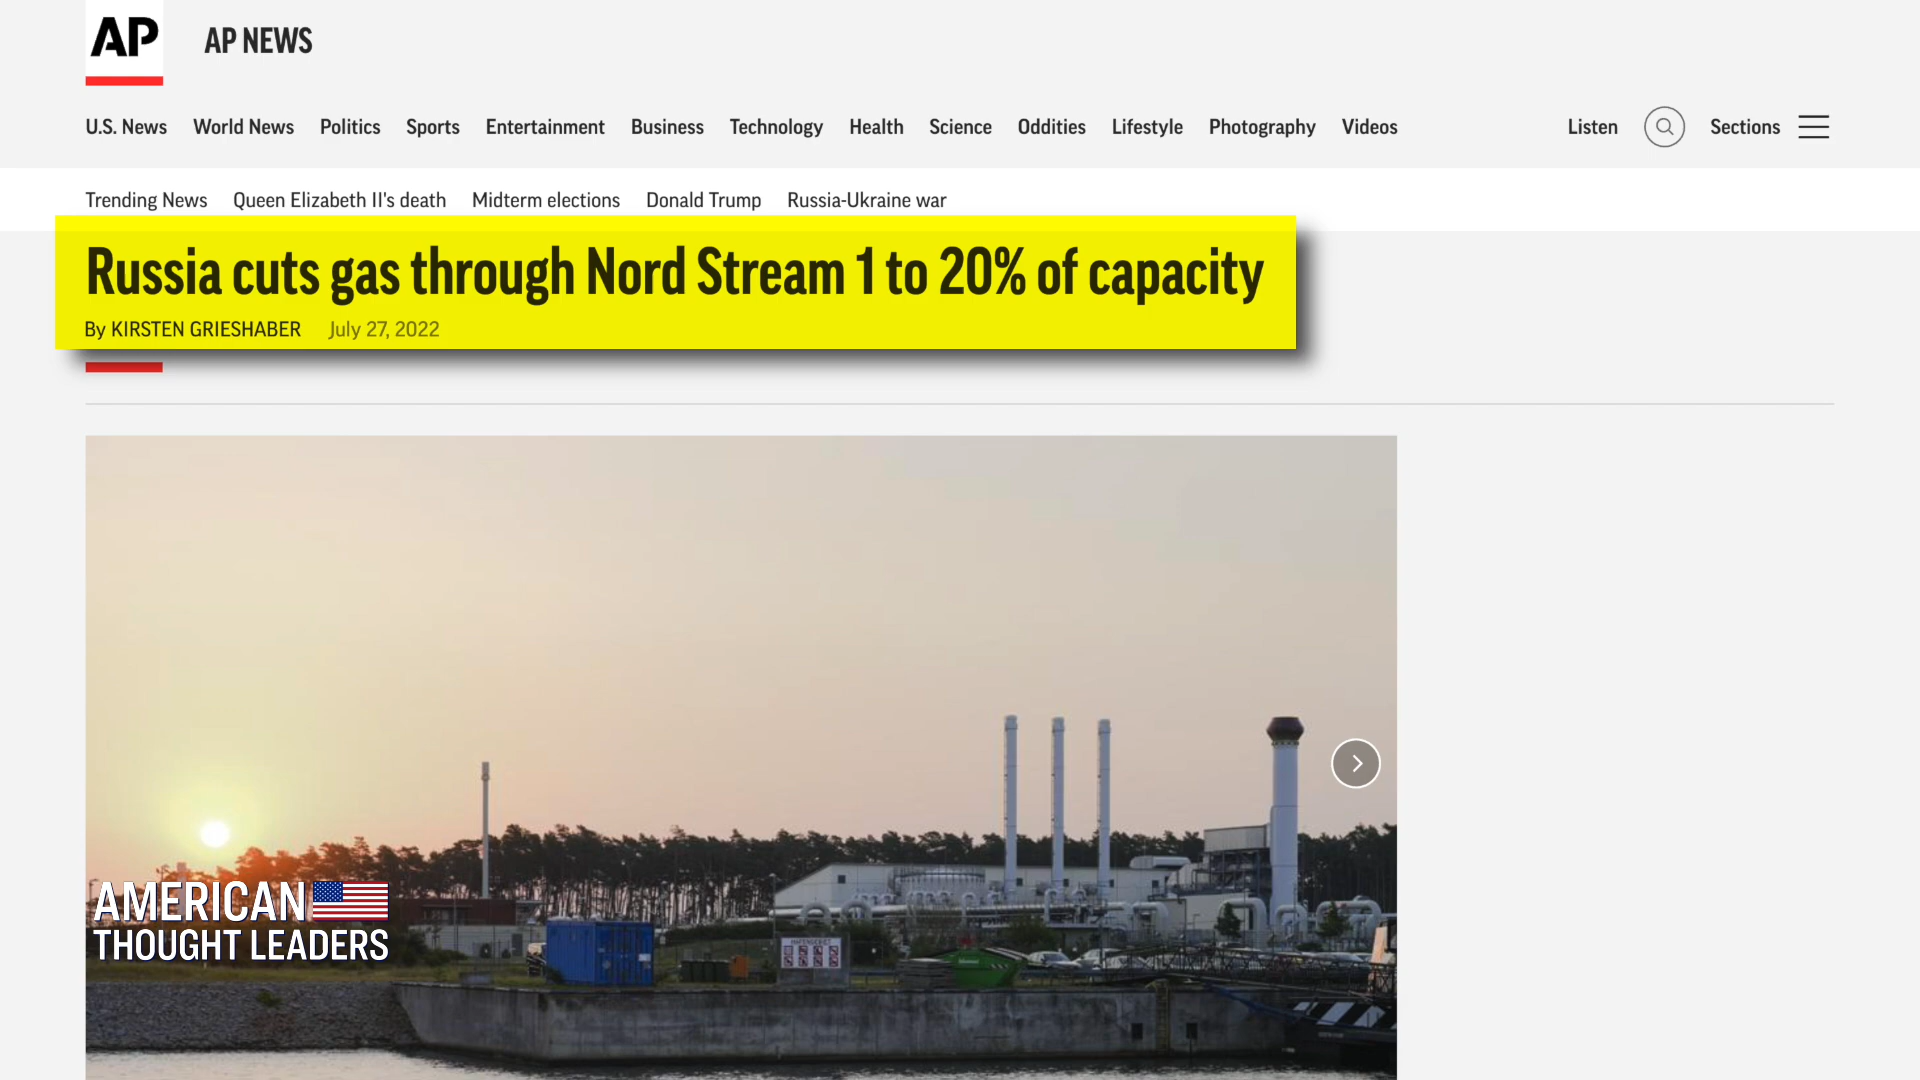 AP
AP NEWS
U.S. News World News Politics Sports Entertainment Business Technology Health Science Oddities Lifestyle Photography Videos Listen Sections
Trending News Queen Elizabeth II's death Midterm elections Donald Trump Russia-Ukraine war
Russia cuts gas through Nord Stream 1 to 20% of capacity
By KIRSTEN GRIESHABER July 27, 2022
AMERICAN
THOUGHT LEADERS